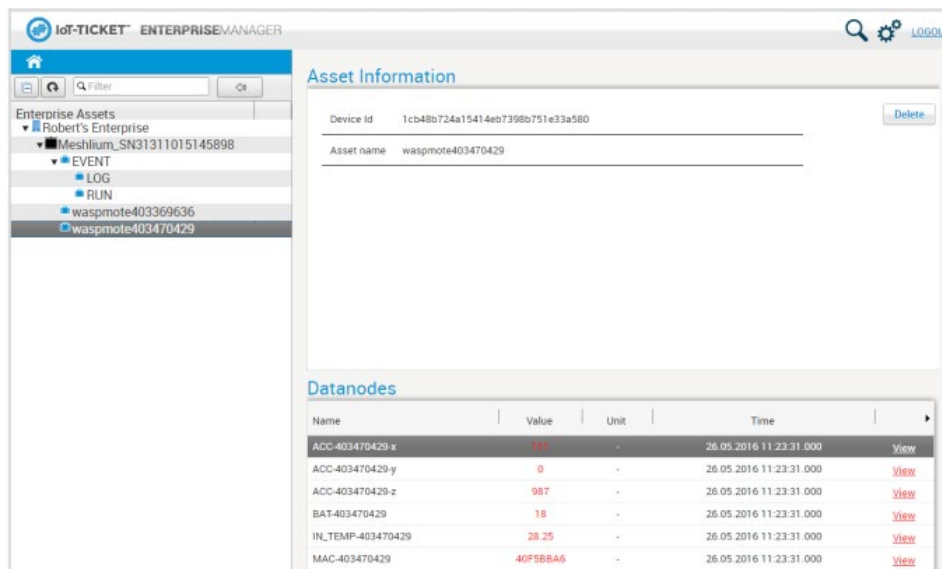 IoT-TICKET™ ENTERPRISEMANAGER
Filter
Enterprise Assets
Robert's Enterprise
Meshlium_SN31311015145898
EVENT
LOG
RUN
waspmote403369636
waspmote403470429
Asset Information
Device Id 1cb48b724a15414eb7398b751e33a580
Delete
Asset name waspmote403470429
Datanodes
Name Value Unit Time
ACC-403470429-x - 26.05.2016 11:23:31.000 View
ACC-403470429-y 0 - 26.05.2016 11:23:31.000 View
ACC-403470429-z 987 - 26.05.2016 11:23:31.000 View
BAT-403470429 18 - 26.05.2016 11:23:31.000 View
IN_TEMP-403470429 28.25 - 26.05.2016 11:23:31.000 View
MAC-403470429 40F5BBA6 - 26.05.2016 11:23:31.000 View